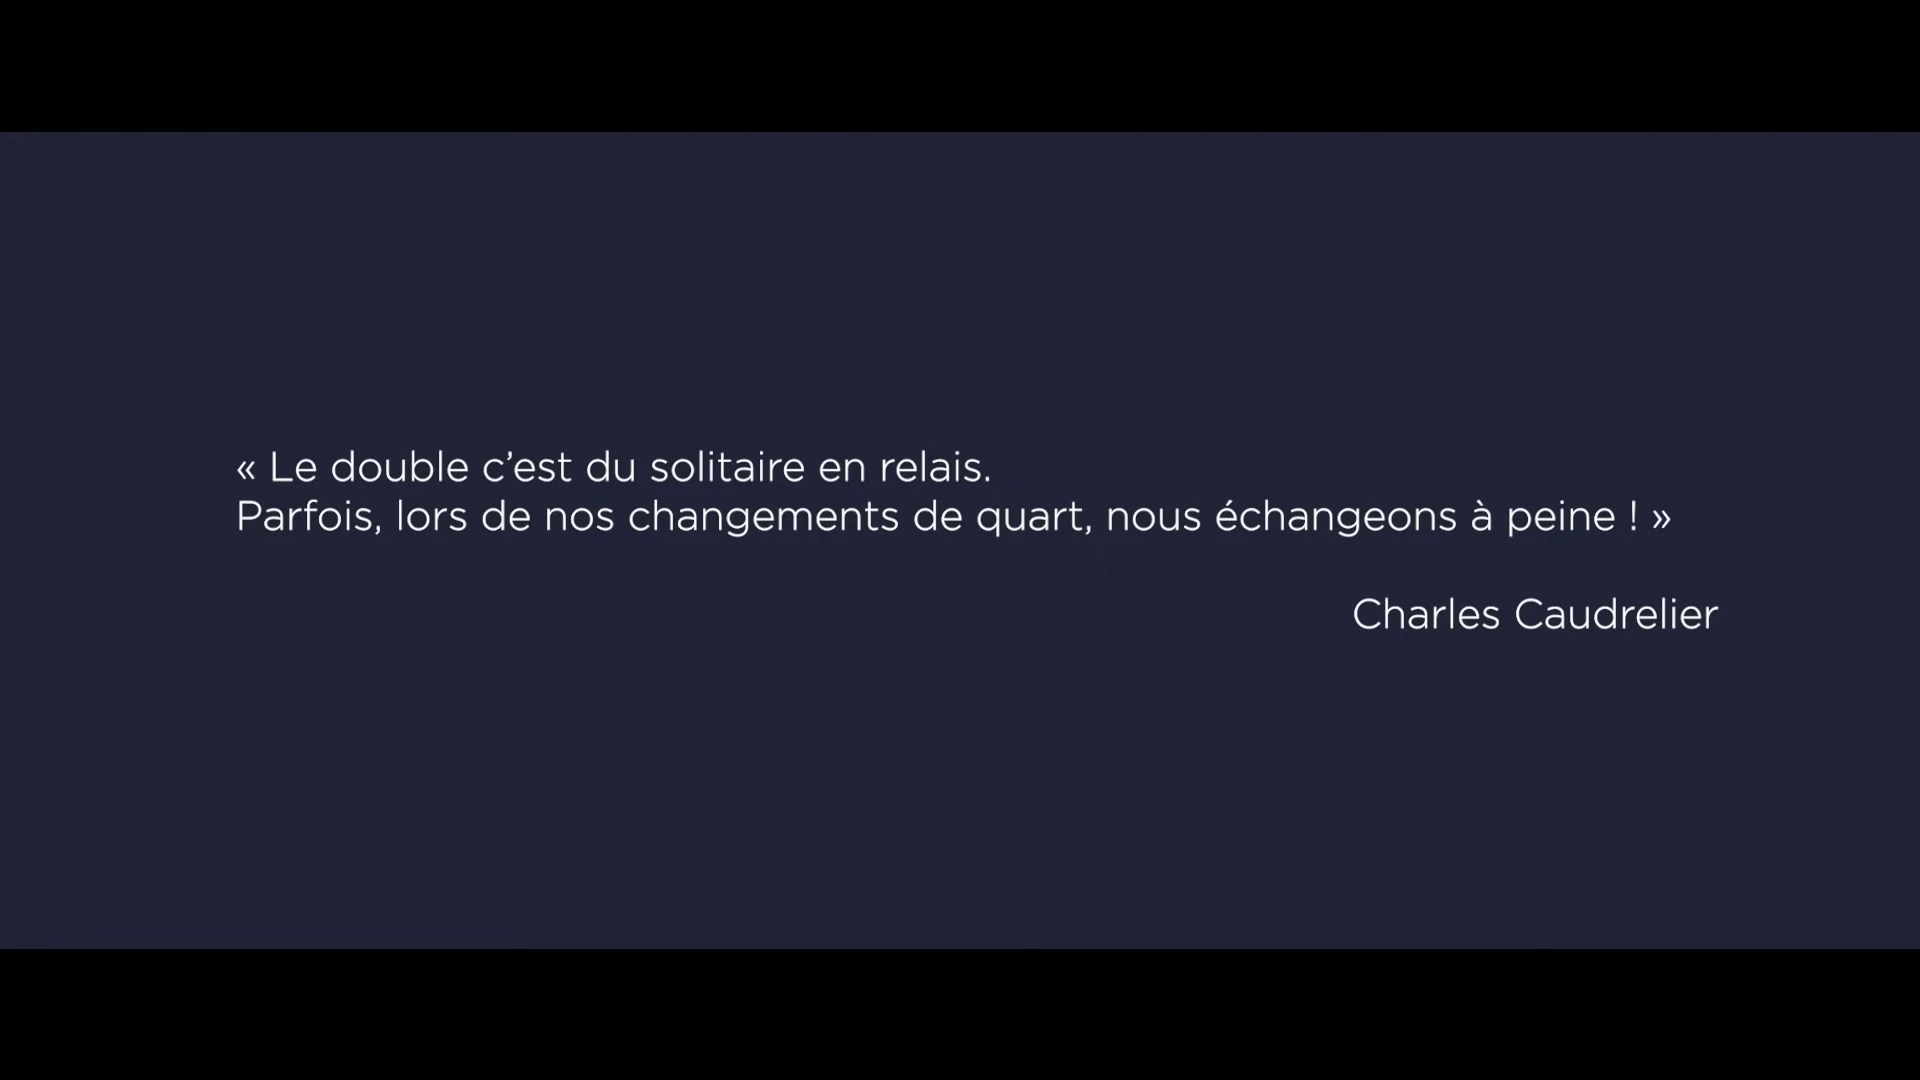 « Le double c’est du solitaire en relais.
Parfois, lors de nos changements de quart, nous échangeons à peine ! »
Charles Caudrelier